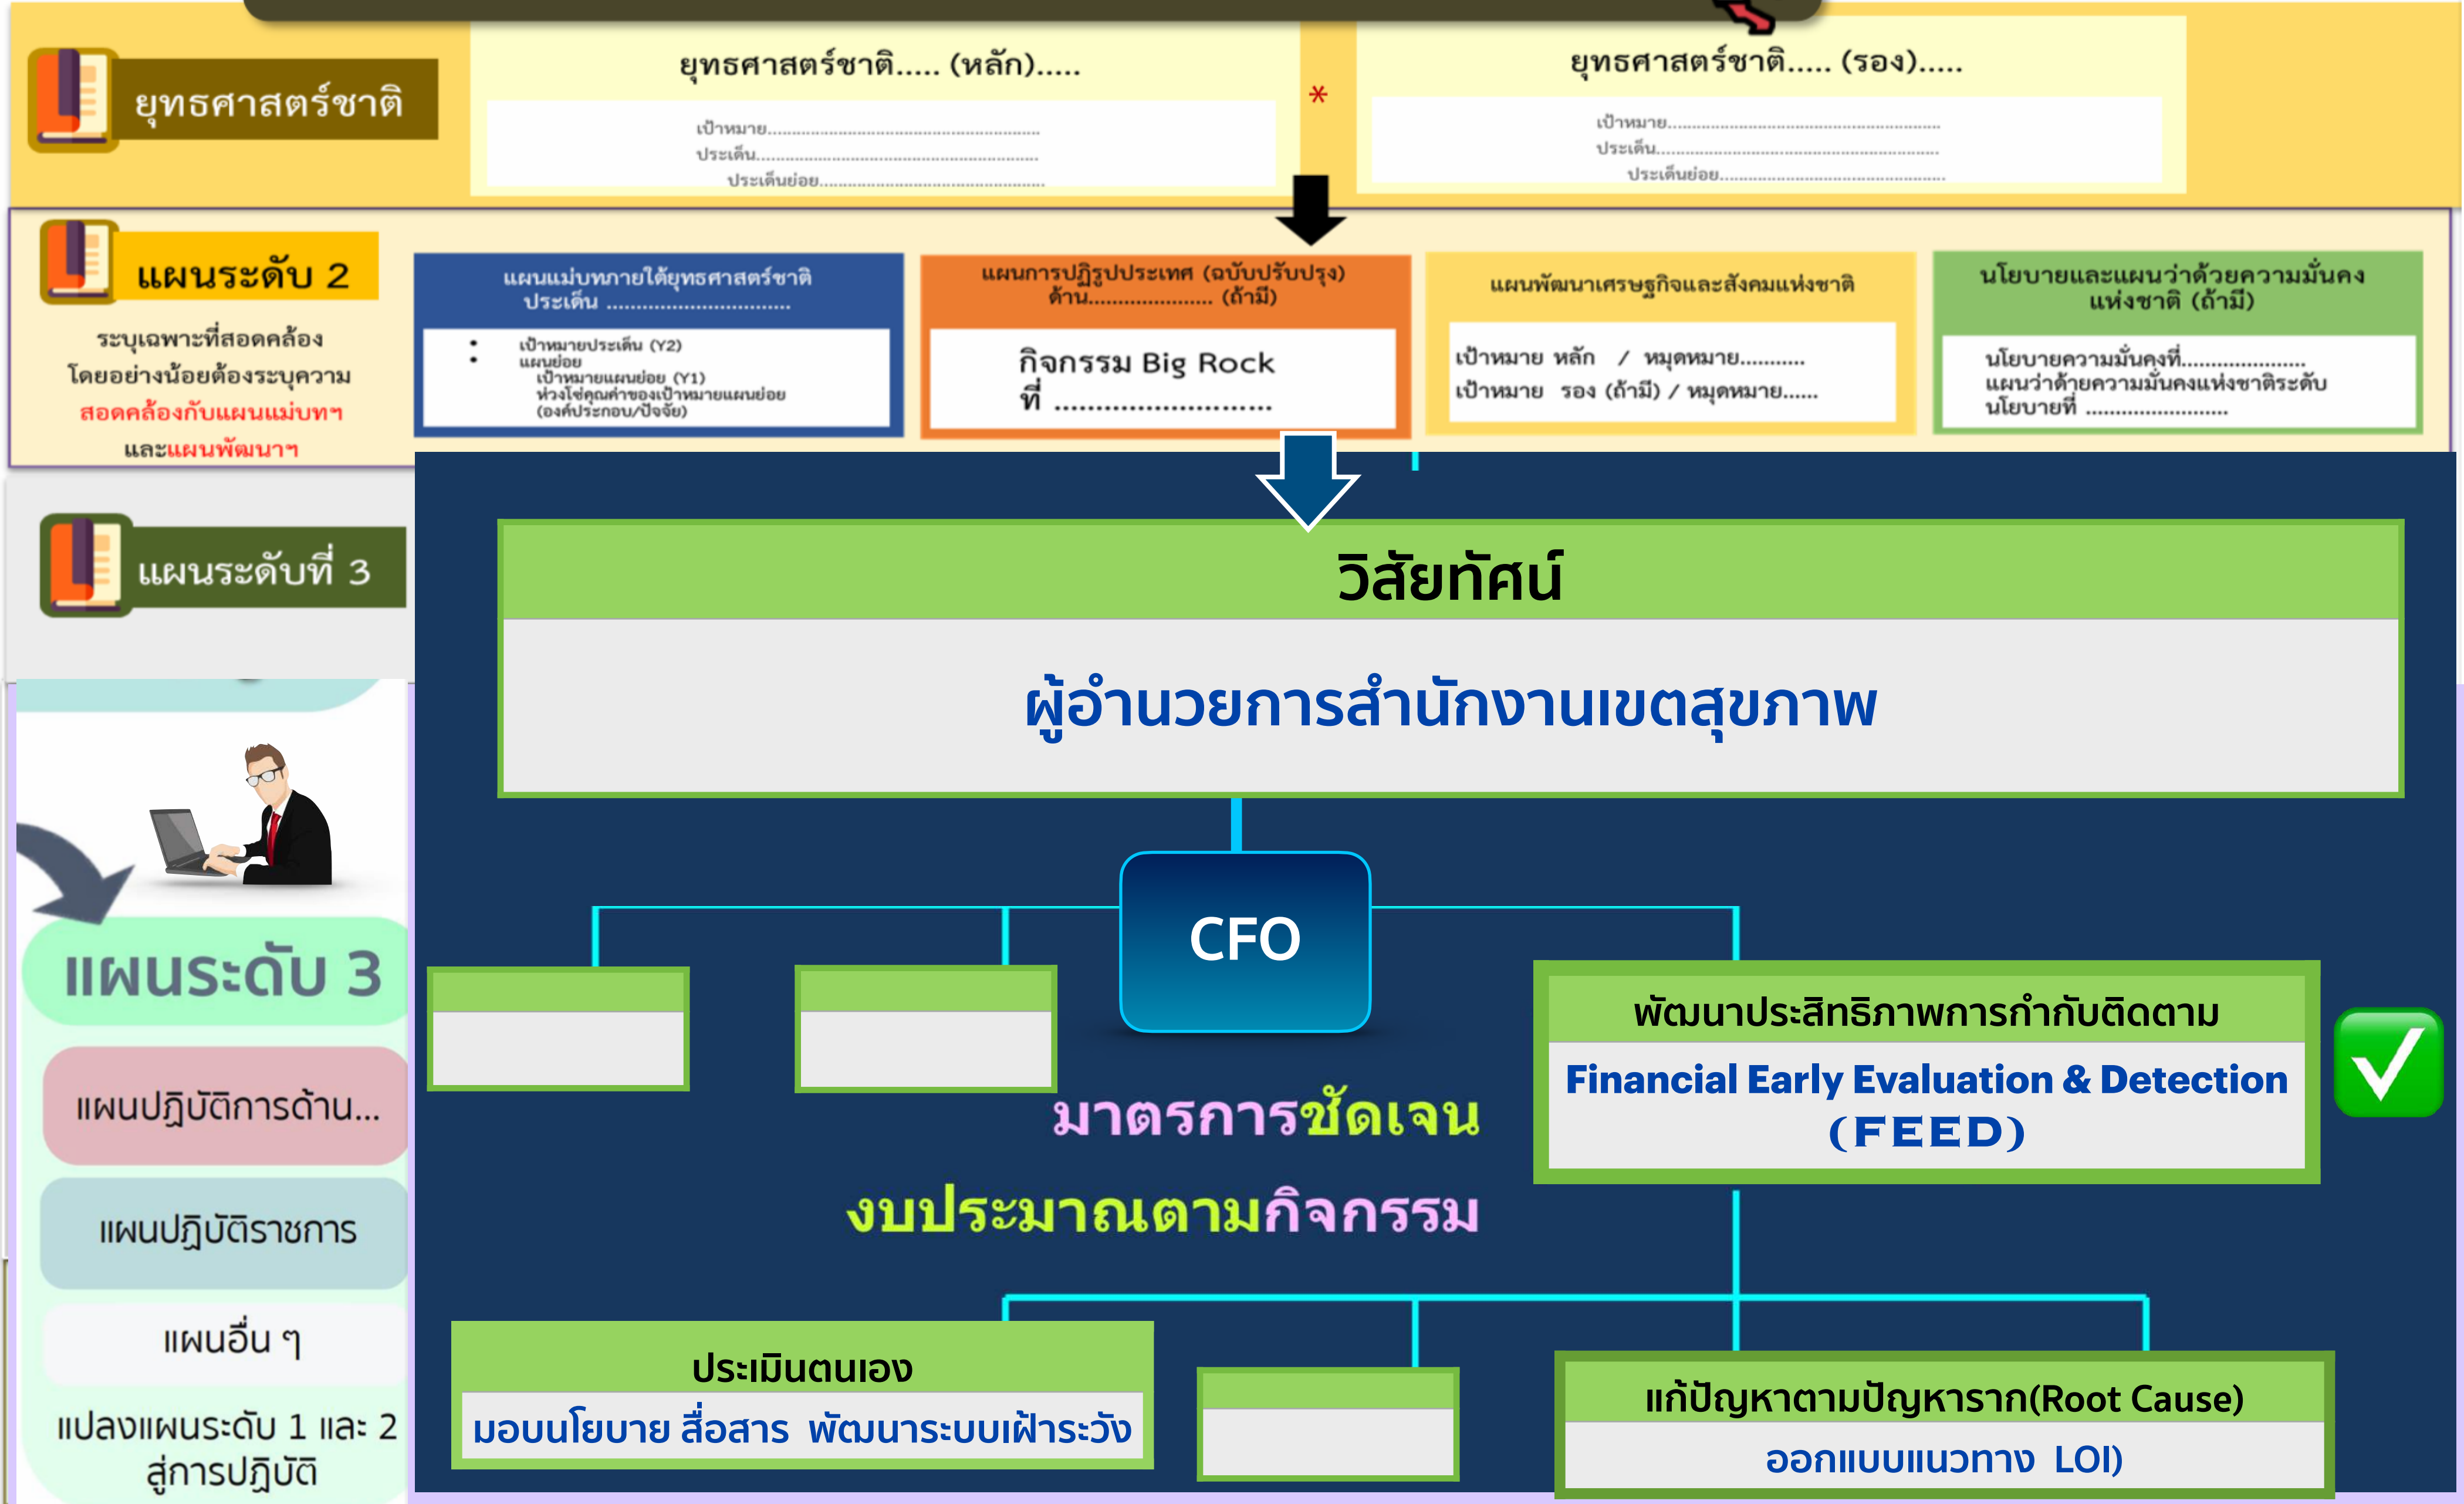 ยุทธศาสตร์ชาติ
ยุทธศาสตร์ชาติ..... (หลัก).....
เป้าหมาย..........................................................
ประเด็น............................................................
ประเด็นย่อย................................................
*
ยุทธศาสตร์ชาติ..... (รอง).....
เป้าหมาย..........................................................
ประเด็น............................................................
ประเด็นย่อย................................................
แผนระดับ 2
ระบุเฉพาะที่สอดคล้อง
โดยอย่างน้อยต้องระบุความ
สอดคล้องกับแผนแม่บทฯ
และแผนพัฒนาฯ
แผนแม่บทภายใต้ยุทธศาสตร์ชาติ
ประเด็น ...............................
• เป้าหมายประเด็น (Y2)
• แผนย่อย
เป้าหมายแผนย่อย (Y1)
ห่วงโซ่คุณค่าของเป้าหมายแผนย่อย
(องค์ประกอบ/ปัจจัย)
แผนการปฏิรูปประเทศ (ฉบับปรับปรุง)
ด้าน..................... (ถ้ามี)
กิจกรรม Big Rock
ที่ .........................
แผนพัฒนาเศรษฐกิจและสังคมแห่งชาติ
เป้าหมาย หลัก / หมุดหมาย...........
เป้าหมาย รอง (ถ้ามี) / หมุดหมาย......
นโยบายและแผนว่าด้วยความมั่นคง
แห่งชาติ (ถ้ามี)
นโยบายความมั่นคงที่.....................
แผนว่าด้ายความมั่นคงแห่งชาติระดับ
นโยบายที่ ........................
แผนระดับที่ 3
วิสัยทัศน์
ผู้อำนวยการสำนักงานเขตสุขภาพ
CFO
แผนระดับ 3
แผนปฏิบัติการด้าน...
แผนปฏิบัติราชการ
แผนอื่น ๆ
แปลงแผนระดับ 1 และ 2
สู่การปฏิบัติ
พัฒนาประสิทธิภาพการกำกับติดตาม
Financial Early Evaluation & Detection
(FEED)
มาตรการชัดเจน
งบประมาณตามกิจกรรม
ประเมินตนเอง
มอบนโยบาย สื่อสาร พัฒนาระบบเฝ้าระวัง
แก้ปัญหาตามปัญหาราก(Root Cause)
ออกแบบแนวทาง LOI)